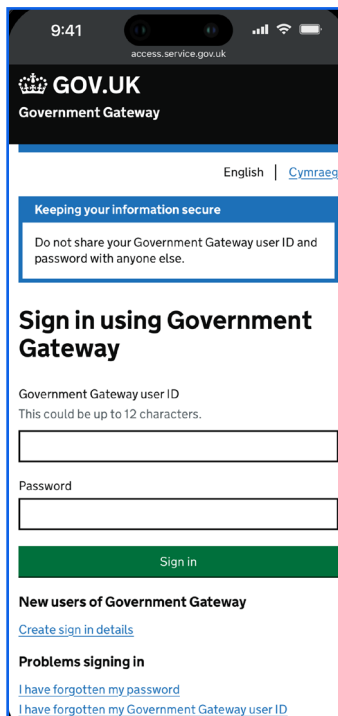 9:41
access.service.gov.uk
GOV.UK
Government Gateway
English | Cymraeg
Keeping your information secure
Do not share your Government Gateway user ID and
password with anyone else.
Sign in using Government
Gateway
Government Gateway user ID
This could be up to 12 characters.
Password
Sign in
New users of Government Gateway
Create sign in details
Problems signing in
I have forgotten my password
I have forgotten my Government Gateway user ID